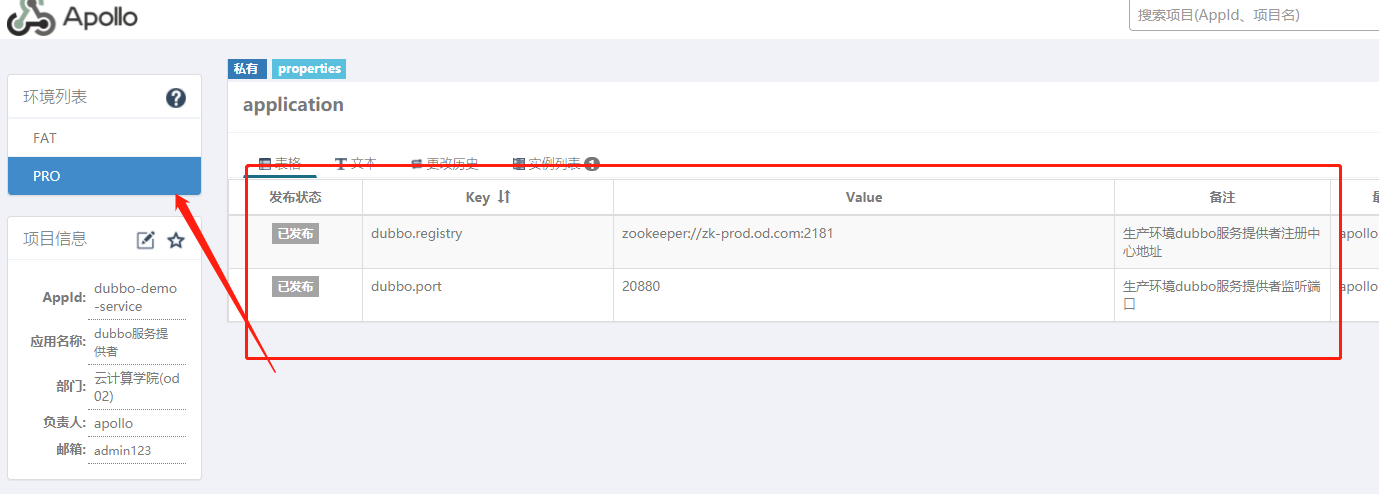 Apollo
搜索项目(AppId、项目名)
环境列表
FAT
PRO
项目信息
AppId: dubbo-demo
-service
应用名称: dubbo服务提
供者
部门: 云计算学院(od
02)
负责人: apollo
邮箱: admin123
私有 properties
application
表格 文本 更改历史 实例列表 1
发布状态 Key Value 备注
已发布 dubbo.registry zookeeper://zk-prod.od.com:2181 生产环境dubbo服务提供者注册中
心地址 apollo
已发布 dubbo.port 20880 生产环境dubbo服务提供者监听端
口 apollo